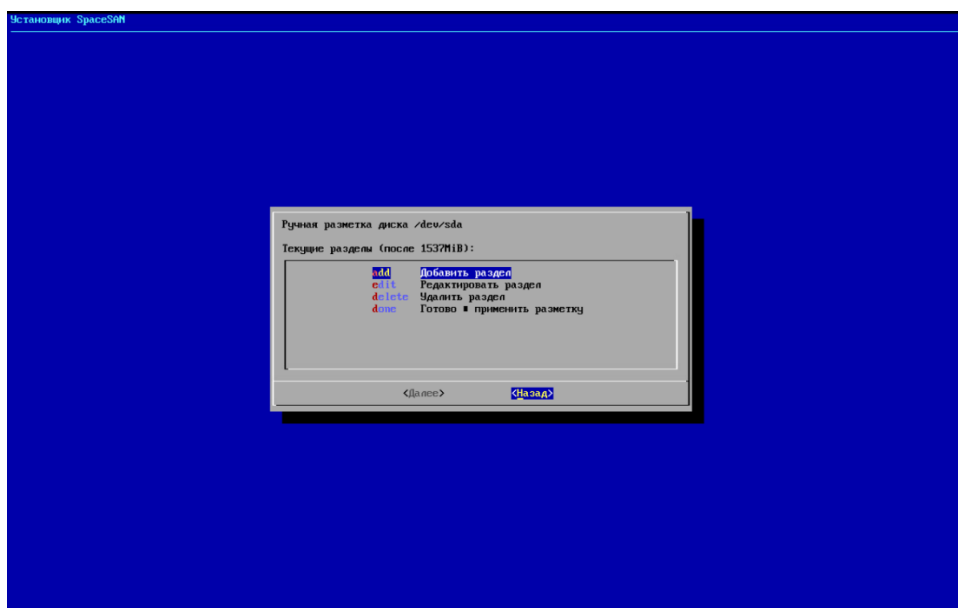 Установщик SpaceSAN
Ручная разметка диска /dev/sda
Текущие разделы (после 1537MiB):
add Добавить раздел
edit Редактировать раздел
delete Удалить раздел
done Готово ∎ применить разметку
<Далее> <Назад>